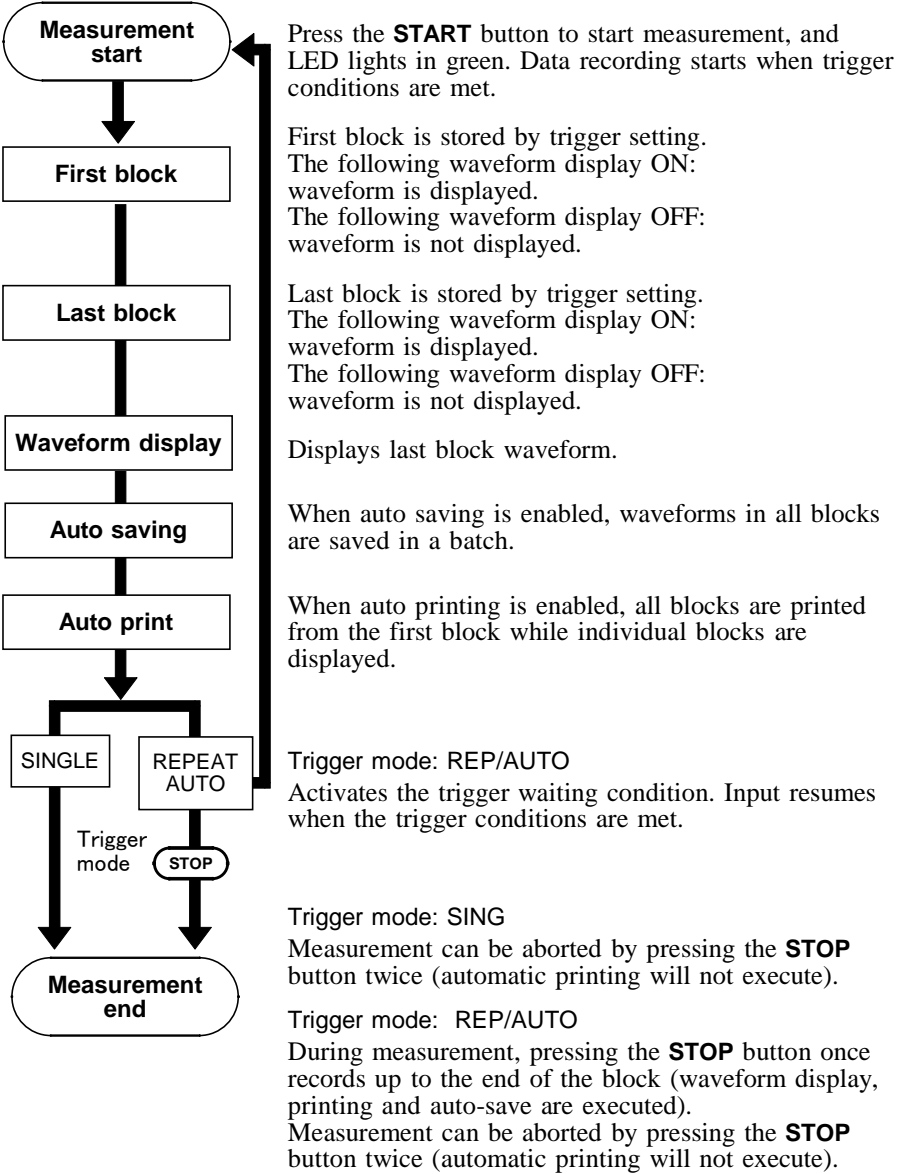 Measurement
start
Press the START button to start measurement, and
LED lights in green. Data recording starts when trigger
conditions are met.
First block
First block is stored by trigger setting.
The following waveform display ON:
waveform is displayed.
The following waveform display OFF:
waveform is not displayed.
Last block
Last block is stored by trigger setting.
The following waveform display ON:
waveform is displayed.
The following waveform display OFF:
waveform is not displayed.
Waveform display
Displays last block waveform.
Auto saving
When auto saving is enabled, waveforms in all blocks
are saved in a batch.
Auto print
When auto printing is enabled, all blocks are printed
from the first block while individual blocks are
displayed.
SINGLE
REPEAT
AUTO
Trigger mode: REP/AUTO
Activates the trigger waiting condition. Input resumes
when the trigger conditions are met.
Trigger
mode
STOP
Trigger mode: SING
Measurement can be aborted by pressing the STOP
button twice (automatic printing will not execute).
Measurement
end
Trigger mode: REP/AUTO
During measurement, pressing the STOP button once
records up to the end of the block (waveform display,
printing and auto-save are executed).
Measurement can be aborted by pressing the STOP
button twice (automatic printing will not execute).